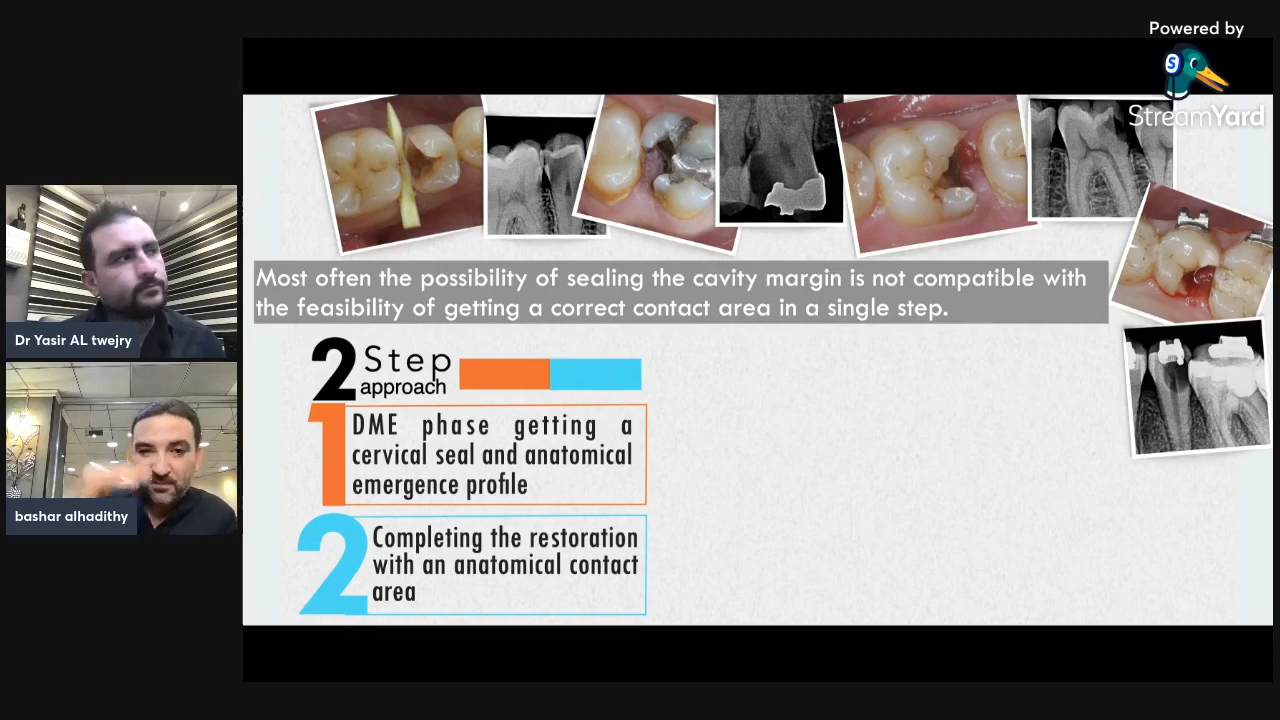 Powered by
S
StreamYard
Most often the possibility of sealing the cavity margin is not compatible with
the feasibility of getting a correct contact area in a single step.
2 Step
approach
1
DME phase getting a
cervical seal and anatomical
emergence profile
2
Completing the restoration
with an anatomical contact
area
Dr Yasir AL twejry
bashar alhadithy